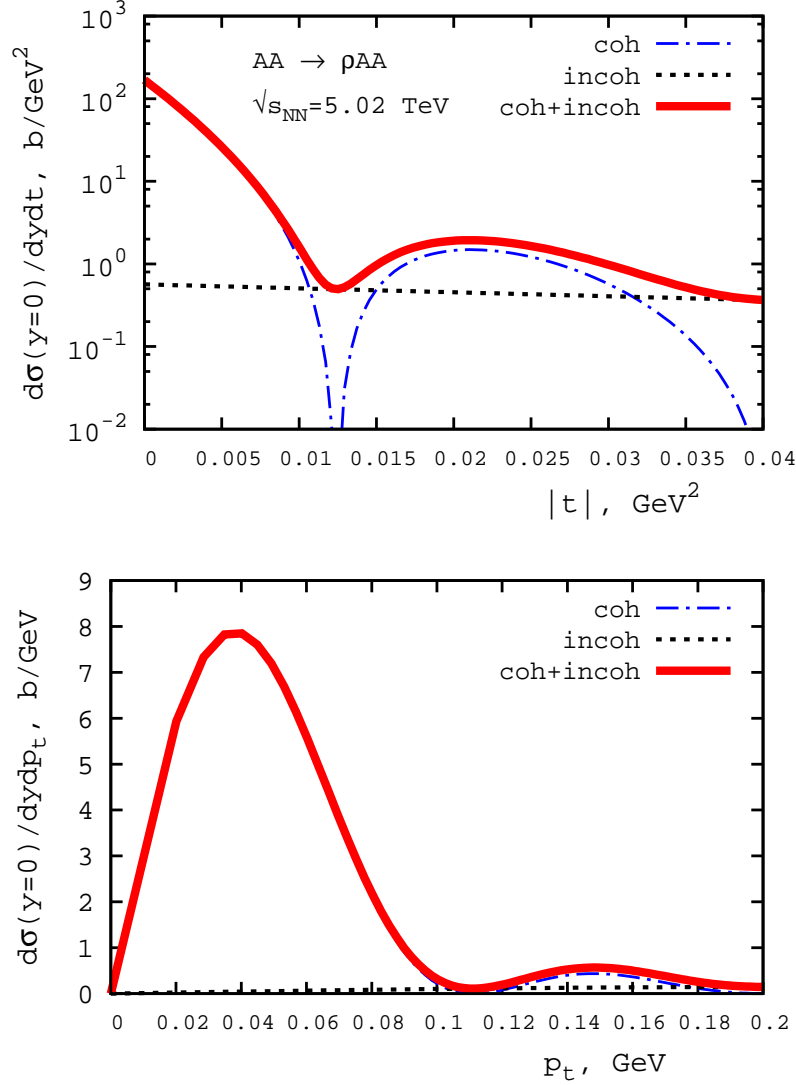 10^3
10^2
10^1
10^0
10^-1
10^-2
dσ(y=0)/dydt, b/GeV^2
AA → ρAA
√s_NN=5.02 TeV
coh
incoh
coh+incoh
0 0.005 0.01 0.015 0.02 0.025 0.03 0.035 0.04
|t|, GeV^2
9
8
7
6
5
4
3
2
1
0
dσ(y=0)/dydp_t, b/GeV
coh
incoh
coh+incoh
0 0.02 0.04 0.06 0.08 0.1 0.12 0.14 0.16 0.18 0.2
p_t, GeV